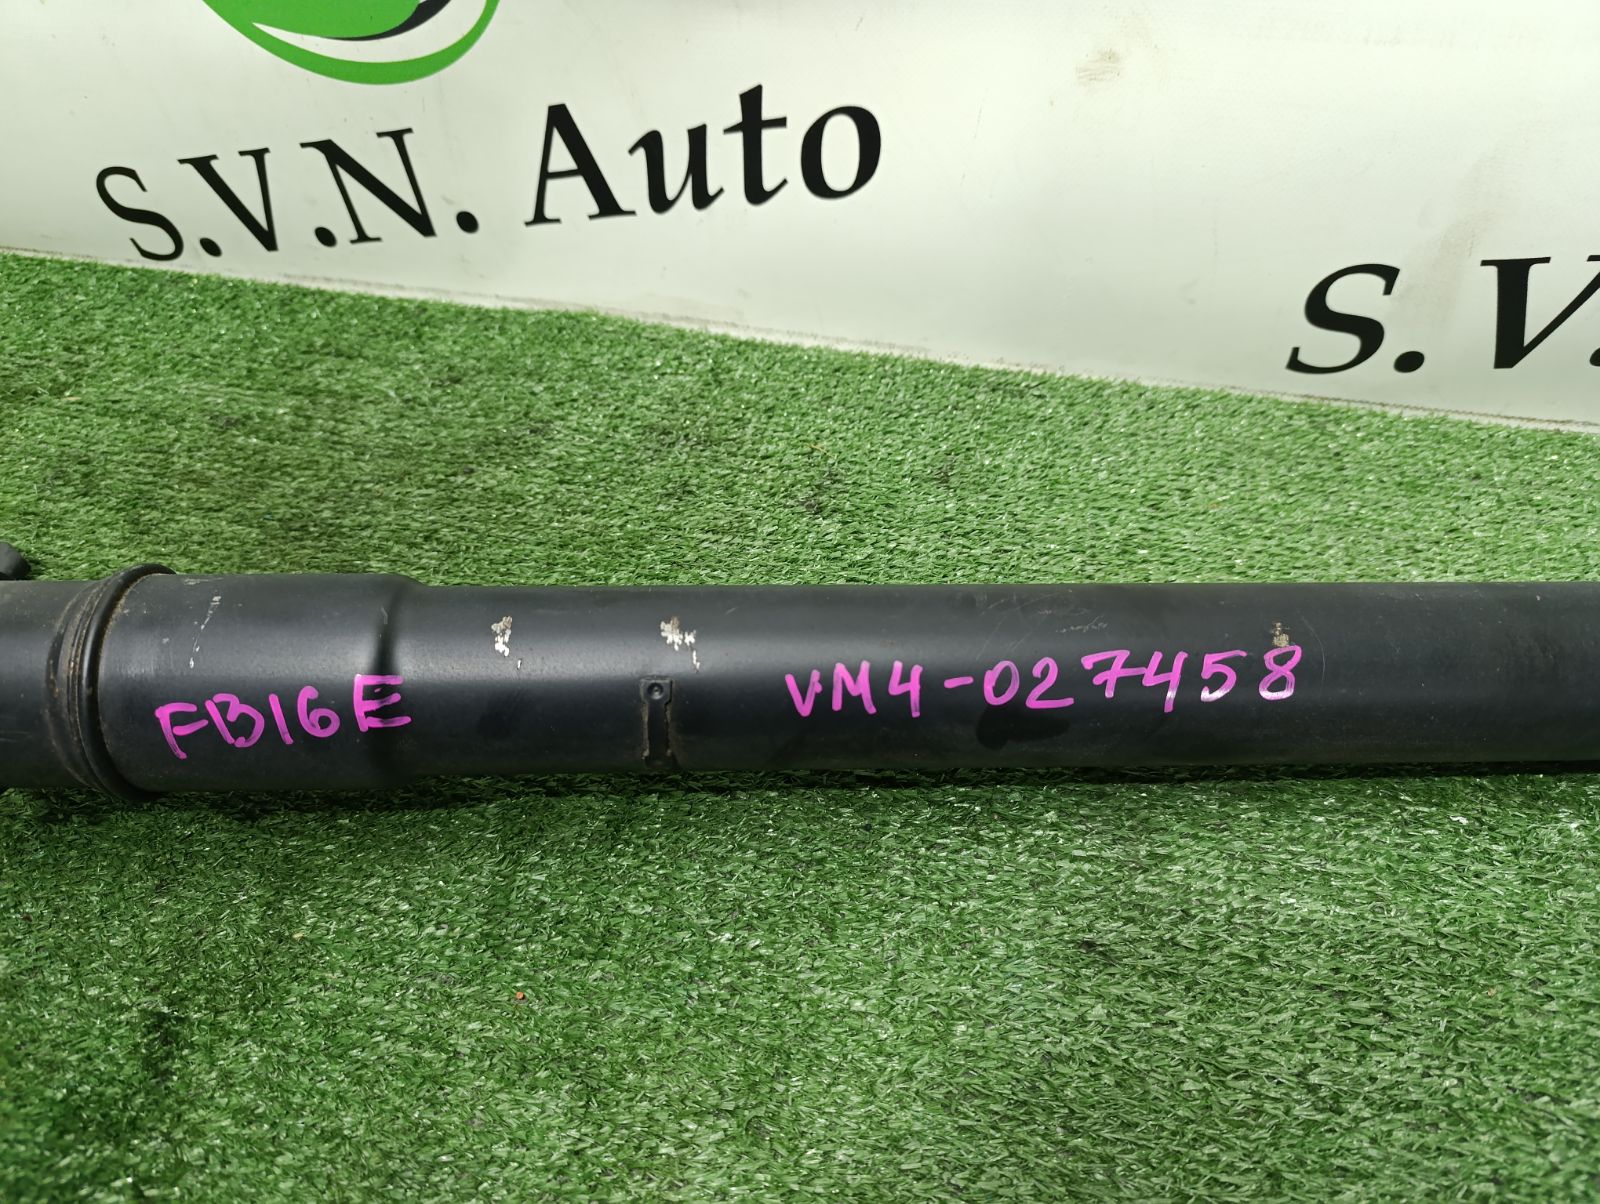 S.V.N. Auto
S.V.
FB16E
VM4-027458